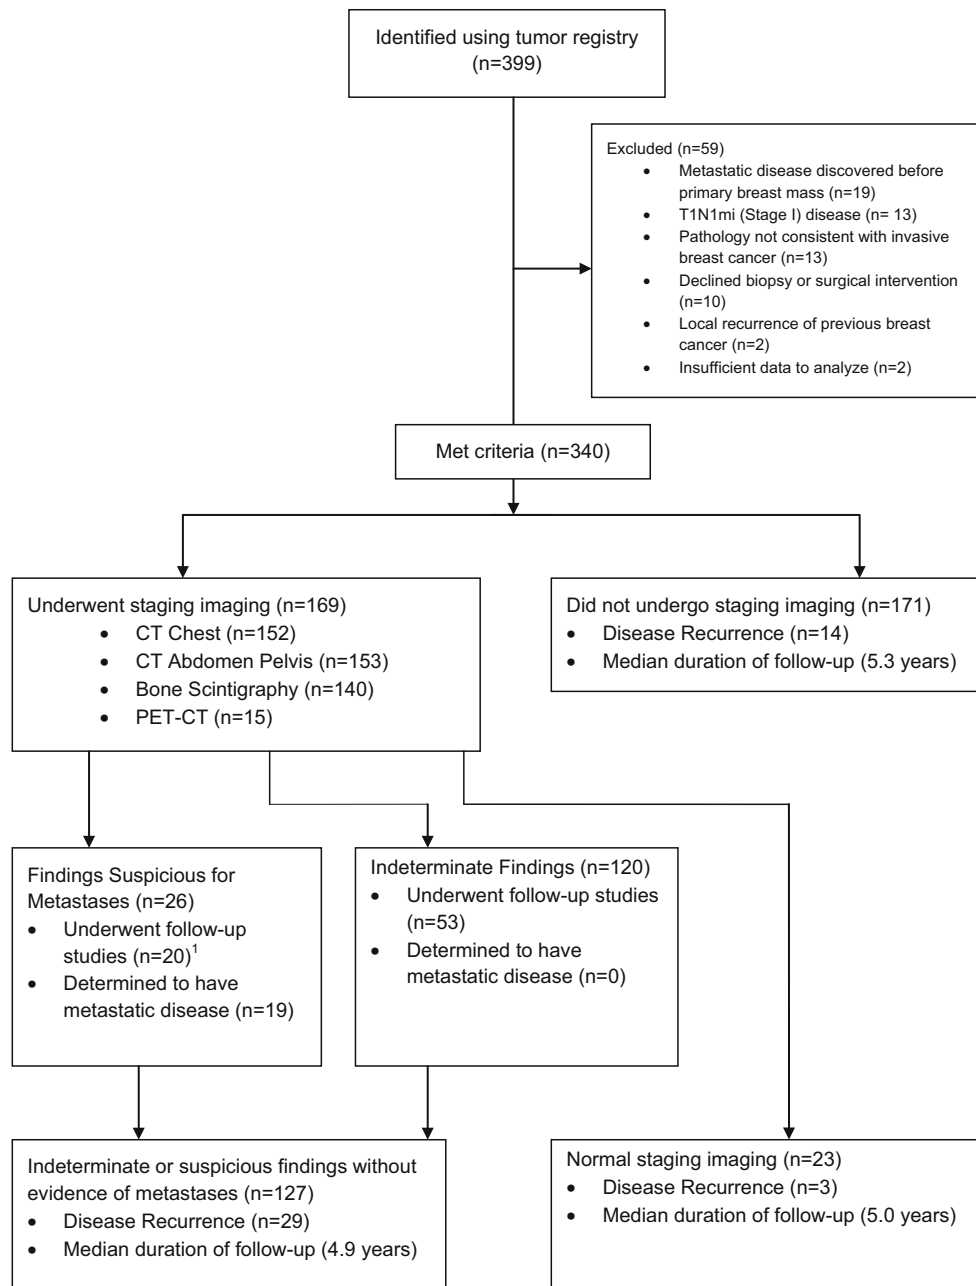 Identified using tumor registry
(n=399)
Excluded (n=59)
• Metastatic disease discovered before
primary breast mass (n=19)
• T1N1mi (Stage I) disease (n= 13)
• Pathology not consistent with invasive
breast cancer (n=13)
• Declined biopsy or surgical intervention
(n=10)
• Local recurrence of previous breast
cancer (n=2)
• Insufficient data to analyze (n=2)
Met criteria (n=340)
Underwent staging imaging (n=169)
• CT Chest (n=152)
• CT Abdomen Pelvis (n=153)
• Bone Scintigraphy (n=140)
• PET-CT (n=15)
Did not undergo staging imaging (n=171)
• Disease Recurrence (n=14)
• Median duration of follow-up (5.3 years)
Findings Suspicious for
Metastases (n=26)
• Underwent follow-up
studies (n=20)¹
• Determined to have
metastatic disease (n=19)
Indeterminate Findings (n=120)
• Underwent follow-up studies
(n=53)
• Determined to have
metastatic disease (n=0)
Indeterminate or suspicious findings without
evidence of metastases (n=127)
• Disease Recurrence (n=29)
• Median duration of follow-up (4.9 years)
Normal staging imaging (n=23)
• Disease Recurrence (n=3)
• Median duration of follow-up (5.0 years)